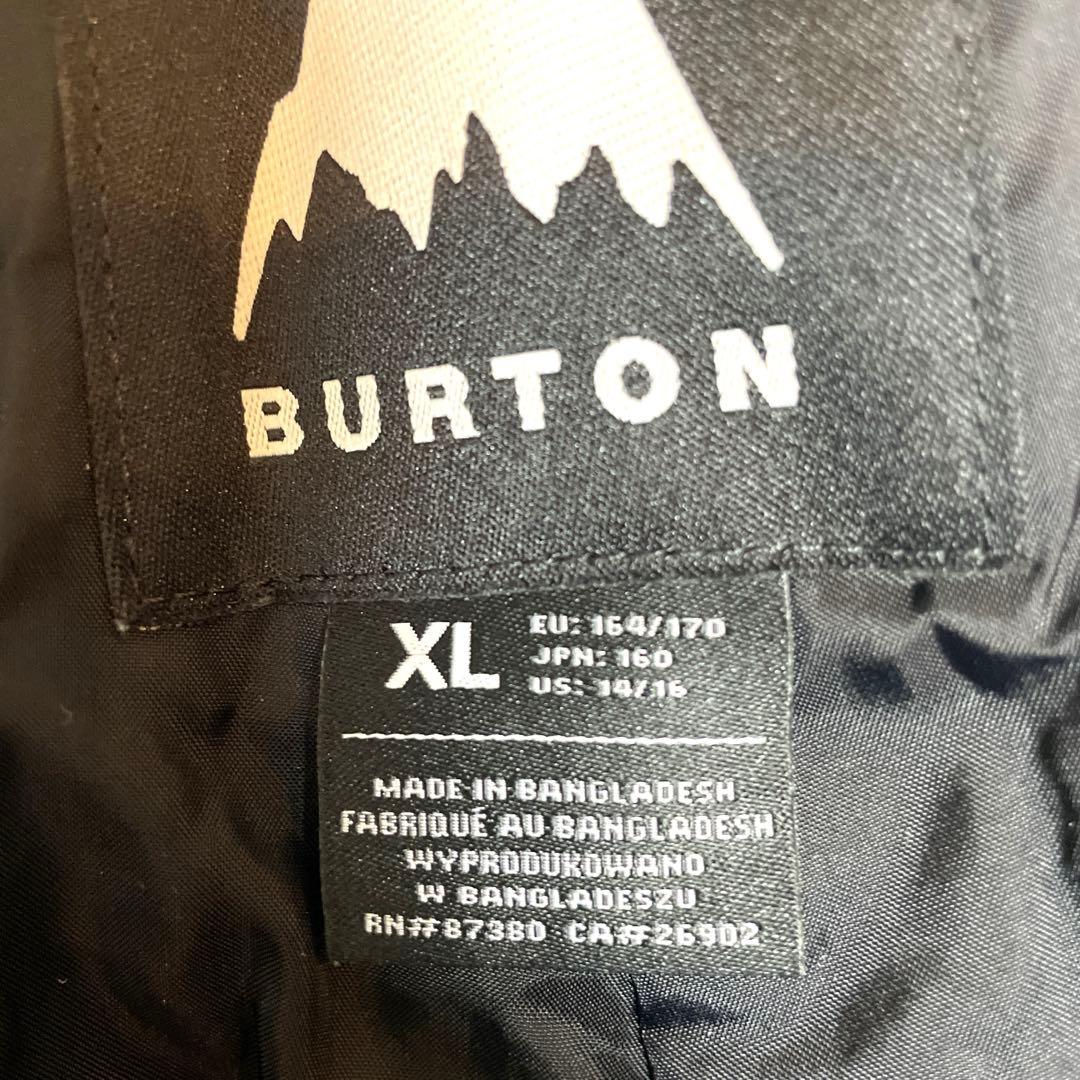 BURTON
XL
EU: 164/170
JPN: 160
US: 14/16
MADE IN BANGLADESH
FABRIQUÉ AU BANGLADESH
WYPRODUKOWANO
W BANGLADESZU
RN#87380 CA#26902